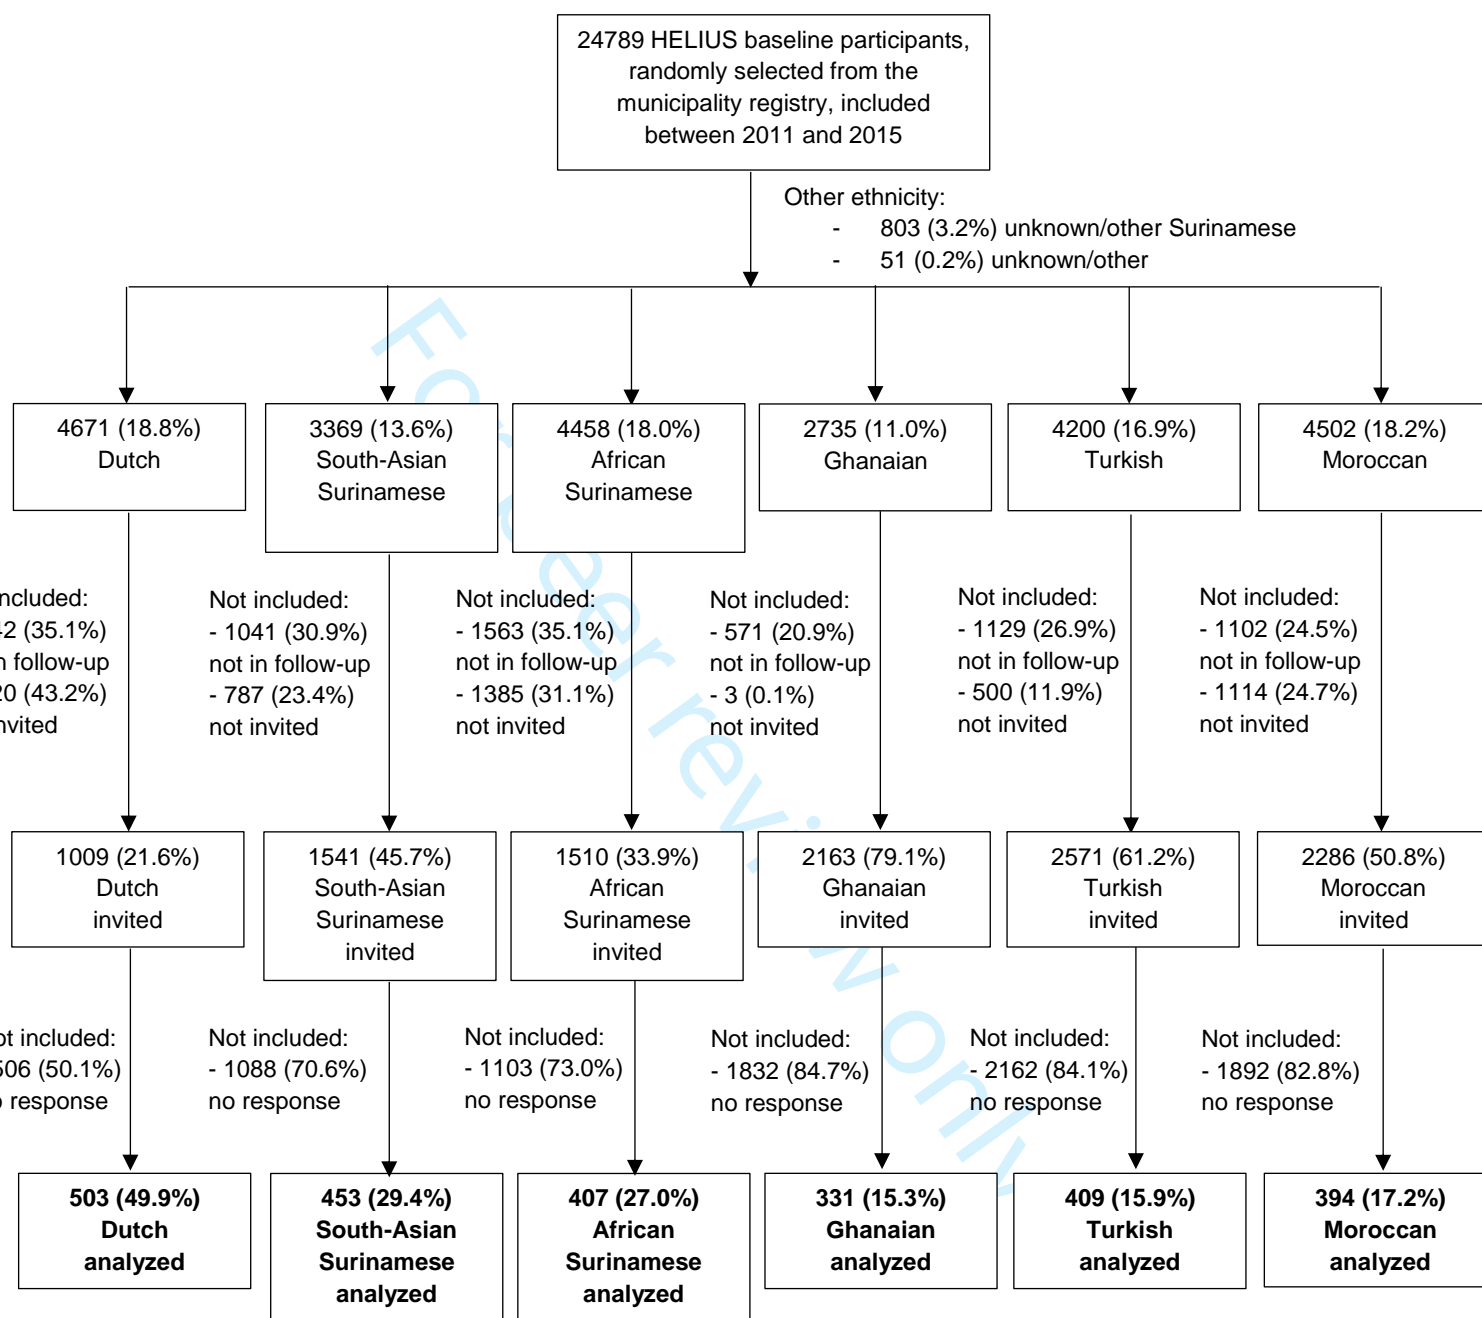 24789 HELIUS baseline participants,
randomly selected from the
municipality registry, included
between 2011 and 2015
Other ethnicity:
- 803 (3.2%) unknown/other Surinamese
- 51 (0.2%) unknown/other
4671 (18.8%)
Dutch
3369 (13.6%)
South-Asian
Surinamese
4458 (18.0%)
African
Surinamese
2735 (11.0%)
Ghanaian
4200 (16.9%)
Turkish
4502 (18.2%)
Moroccan
included:
(35.1%)
follow-up
(43.2%)
Not included:
- 1041 (30.9%)
not in follow-up
- 787 (23.4%)
not invited
Not included:
- 1563 (35.1%)
not in follow-up
- 1385 (31.1%)
not invited
Not included:
- 571 (20.9%)
not in follow-up
- 3 (0.1%)
not invited
Not included:
- 1129 (26.9%)
not in follow-up
- 500 (11.9%)
not invited
Not included:
- 1102 (24.5%)
not in follow-up
- 1114 (24.7%)
not invited
1009 (21.6%)
Dutch
invited
1541 (45.7%)
South-Asian
Surinamese
invited
1510 (33.9%)
African
Surinamese
invited
2163 (79.1%)
Ghanaian
invited
2571 (61.2%)
Turkish
invited
2286 (50.8%)
Moroccan
invited
included:
506 (50.1%)
response
Not included:
- 1088 (70.6%)
no response
Not included:
- 1103 (73.0%)
no response
Not included:
- 1832 (84.7%)
no response
Not included:
- 2162 (84.1%)
no response
Not included:
- 1892 (82.8%)
no response
503 (49.9%)
Dutch
analyzed
453 (29.4%)
South-Asian
Surinamese
analyzed
407 (27.0%)
African
Surinamese
analyzed
331 (15.3%)
Ghanaian
analyzed
409 (15.9%)
Turkish
analyzed
394 (17.2%)
Moroccan
analyzed
For peer review only